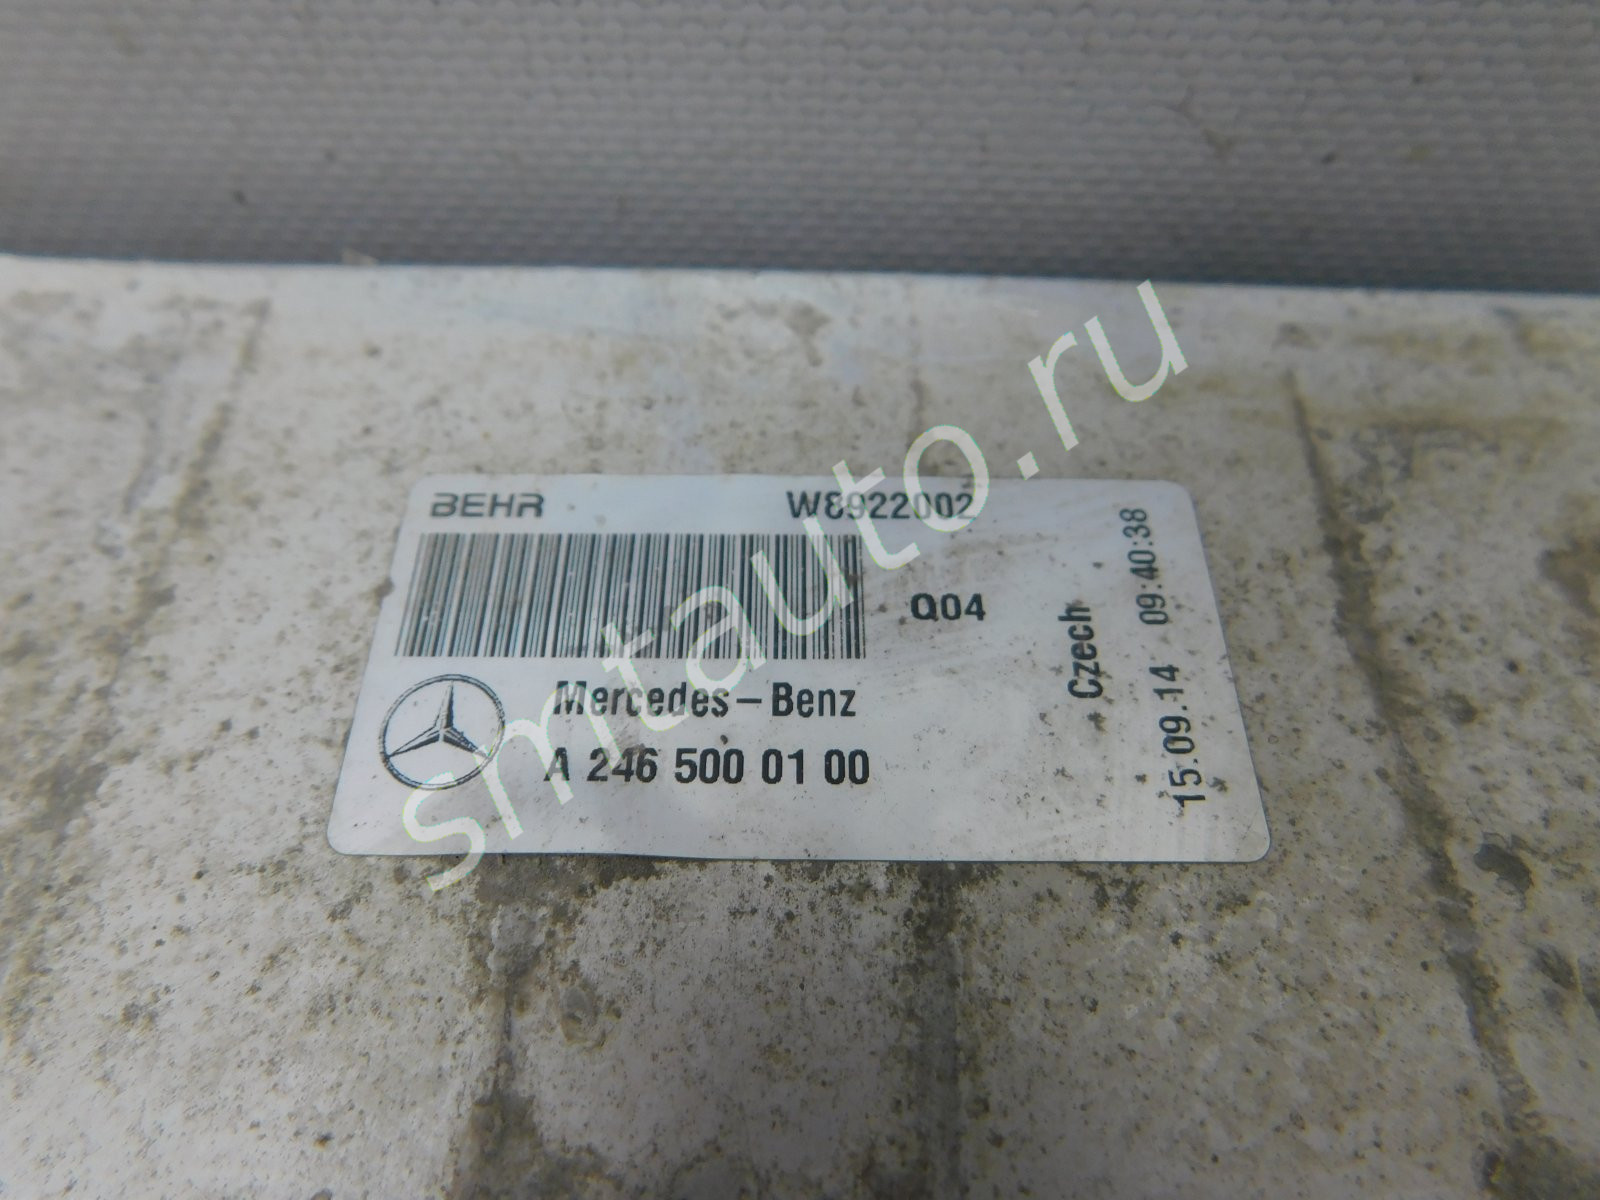 BEHR W8922002
Q04
Mercedes-Benz
A 246 500 01 00
Czech
15.09.14 09:40:38
smtauto.ru